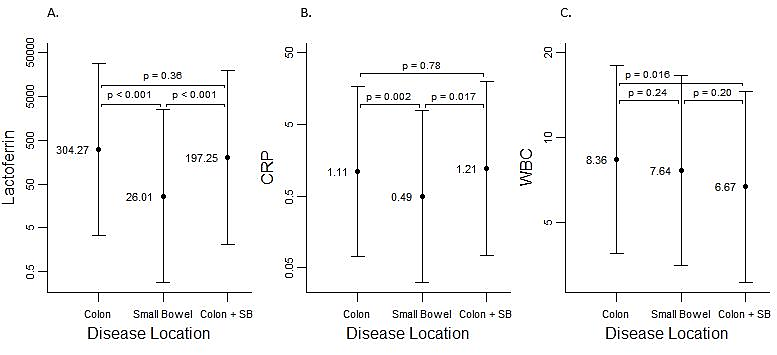 A.
Lactoferrin
50000
5000
500
50
5
0.5
p = 0.36
p < 0.001 p < 0.001
304.27
26.01
197.25
Colon Small Bowel Colon + SB
Disease Location
B.
CRP
50
5
0.5
0.05
p = 0.78
p = 0.002 p = 0.017
1.11
0.49
1.21
Colon Small Bowel Colon + SB
Disease Location
C.
WBC
20
10
5
p = 0.016
p = 0.24 p = 0.20
8.36
7.64
6.67
Colon Small Bowel Colon + SB
Disease Location